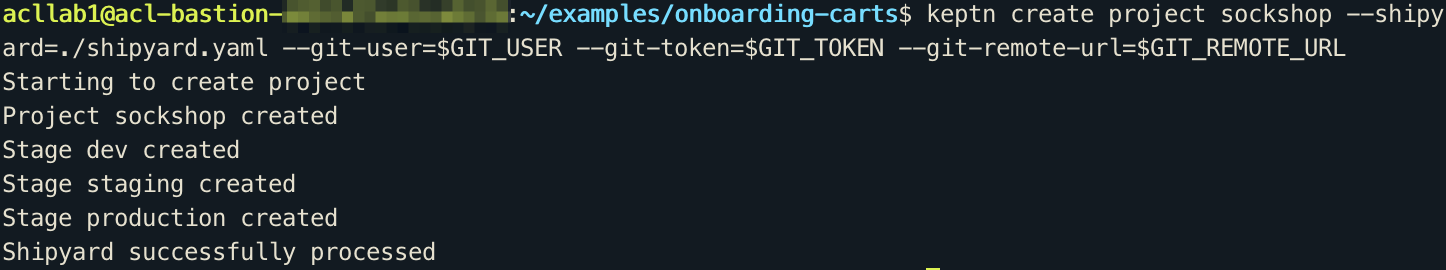 acllab1@acl-bastion-:~/examples/onboarding-carts$ keptn create project sockshop --shipy
ard=./shipyard.yaml --git-user=$GIT_USER --git-token=$GIT_TOKEN --git-remote-url=$GIT_REMOTE_URL
Starting to create project
Project sockshop created
Stage dev created
Stage staging created
Stage production created
Shipyard successfully processed